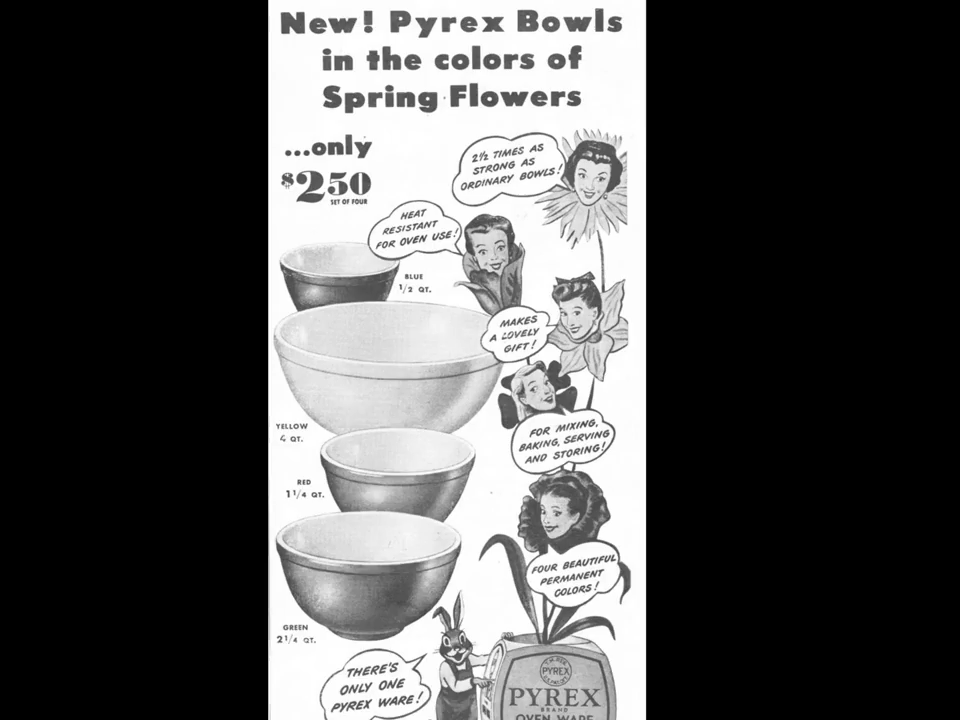 New! Pyrex Bowls
in the colors of
Spring Flowers
...only
$250
SET OF FOUR
2½ TIMES AS
STRONG AS
ORDINARY BOWLS!
HEAT
RESISTANT
FOR OVEN USE!
BLUE
1/2 QT.
MAKES
A LOVELY
GIFT!
YELLOW
4 QT.
FOR MIXING,
BAKING, SERVING
AND STORING!
RED
1 1/4 QT.
FOUR BEAUTIFUL
PERMANENT
COLORS!
GREEN
2 1/4 QT.
THERE'S
ONLY ONE
PYREX WARE!
PYREX
PYREX
BRAND
OVEN WARE